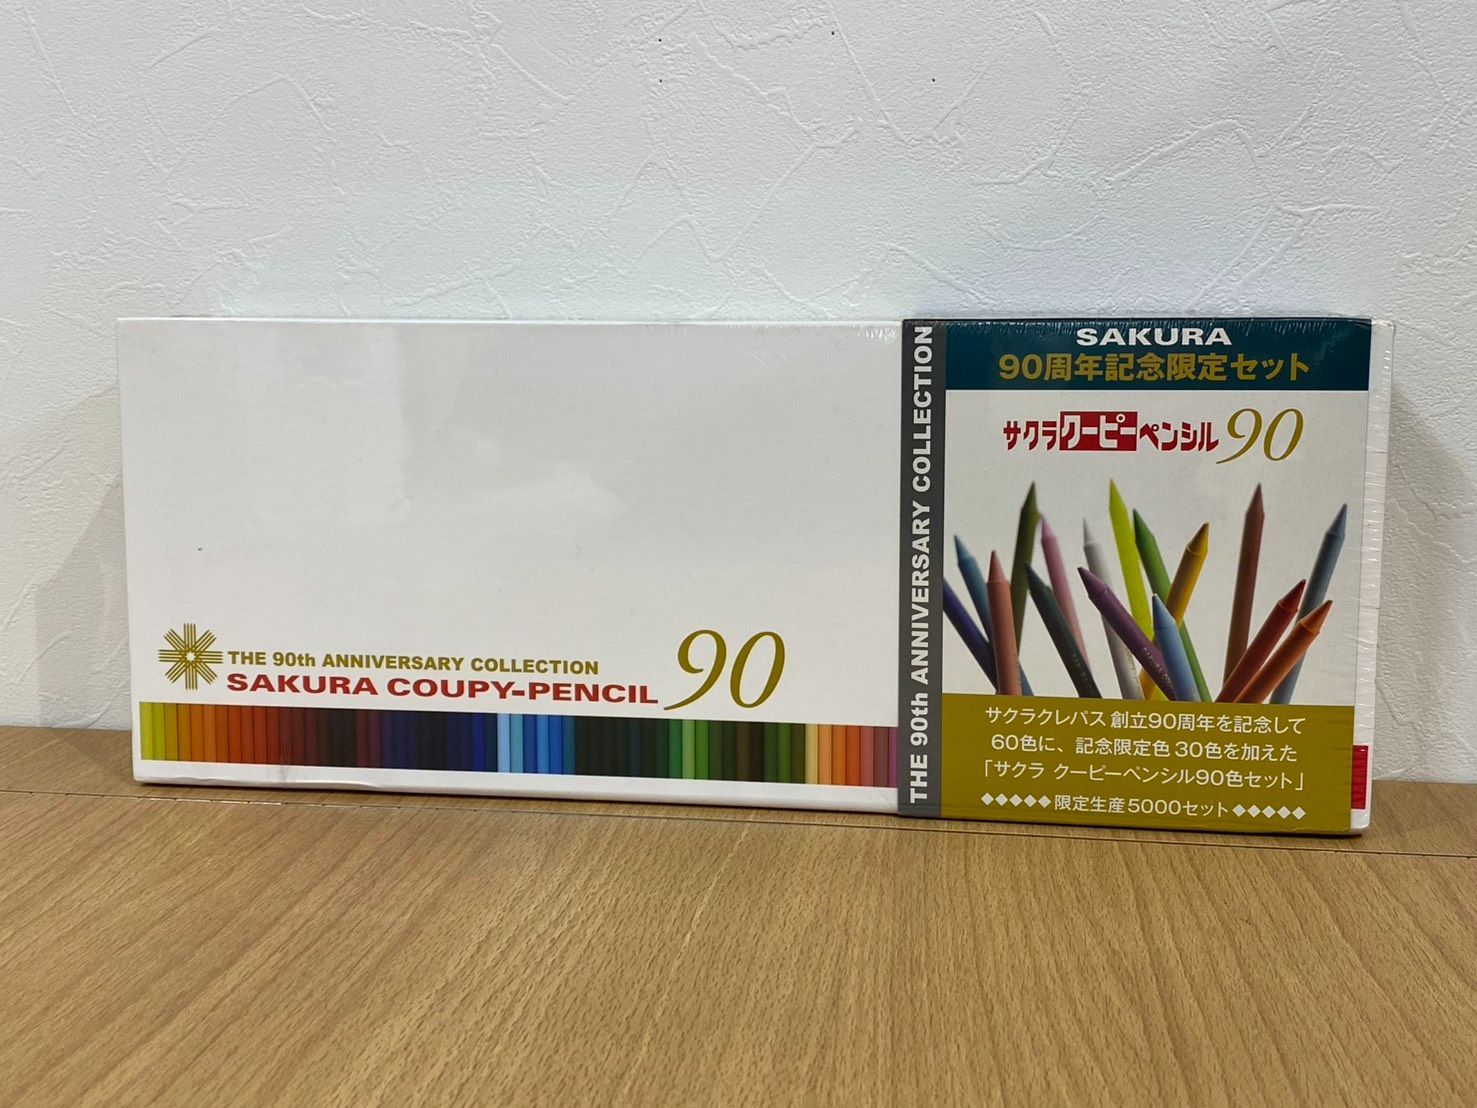 THE 90th ANNIVERSARY COLLECTION
SAKURA COUPY-PENCIL 90
THE 90th ANNIVERSARY COLLECTION
SAKURA
90周年記念限定セット
サクラクーピーペンシル90
サクラクレパス 創立90周年を記念して
60色に、記念限定色 30色を加えた
「サクラ クーピーペンシル90色セット」
◆◆◆◆◆限定生産5000セット◆◆◆◆◆